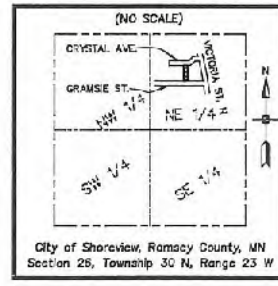 (NO SCALE)
CRYSTAL AVE.
VICTORIA ST.
GRAMSIE ST.
N
NW 1/4
NE 1/4
SW 1/4
SE 1/4
City of Shoreview, Ramsey County, MN
Section 26, Township 30 N, Range 23 W